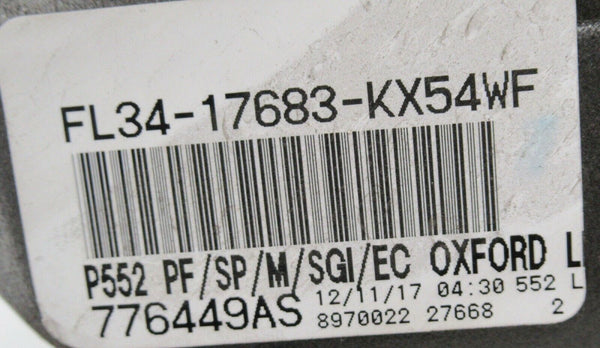 FL34-17683-KX54WF
P552 PF/SP/M/SGI/EC OXFORD L
776449AS 12/11/17 04:30 552 L
8970022 27668 2